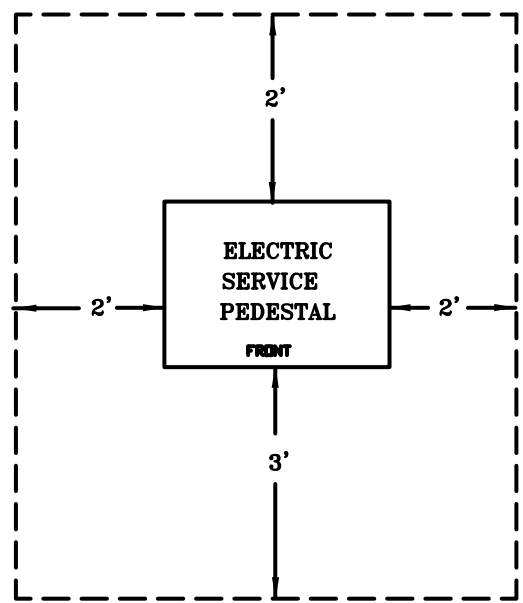 2'
ELECTRIC
SERVICE
PEDESTAL
FRONT
2'
2'
3'